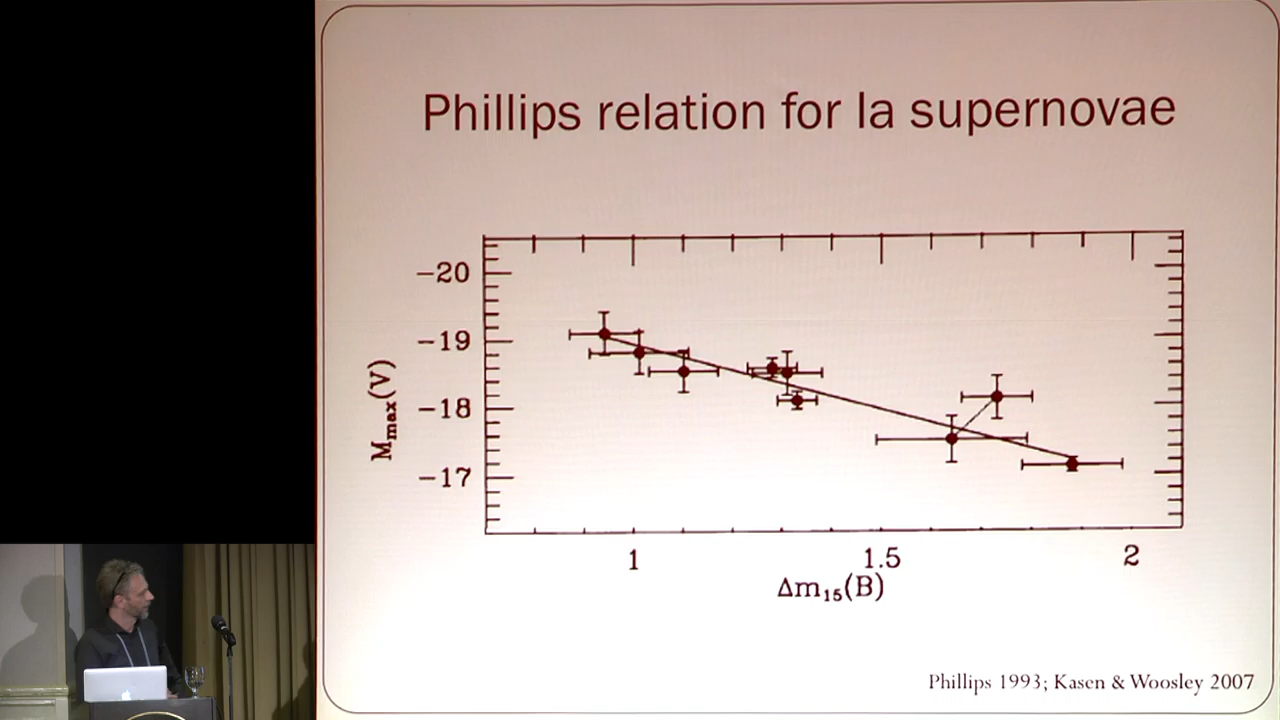 Phillips relation for Ia supernovae
−20
−19
−18
−17
Mmax(V)
1
1.5
2
Δm15(B)
Phillips 1993; Kasen & Woosley 2007